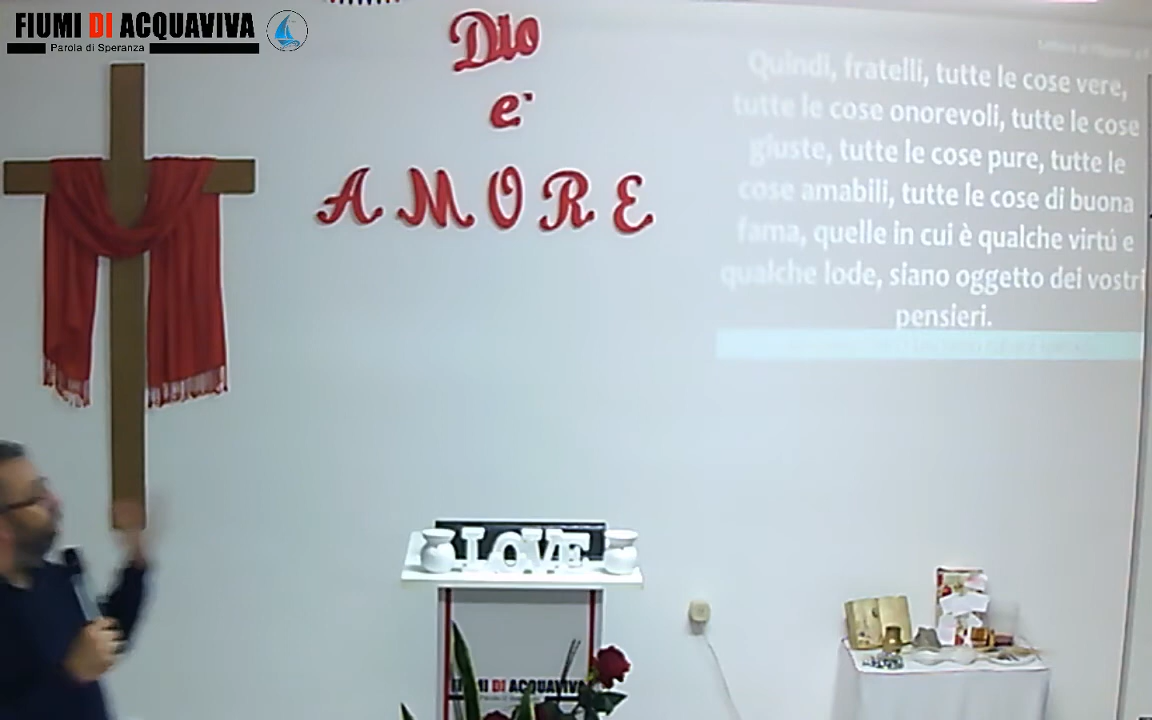 FIUMI DI ACQUAVIVA
Parola di Speranza
Dio
e'
AMORE
Quindi, fratelli, tutte le cose vere,
tutte le cose onorevoli, tutte le cose
giuste, tutte le cose pure, tutte le
cose amabili, tutte le cose di buona
fama, quelle in cui è qualche virtú e
qualche lode, siano oggetto dei vostri
pensieri.
LOVE
FIUMI DI ACQUAVIVA